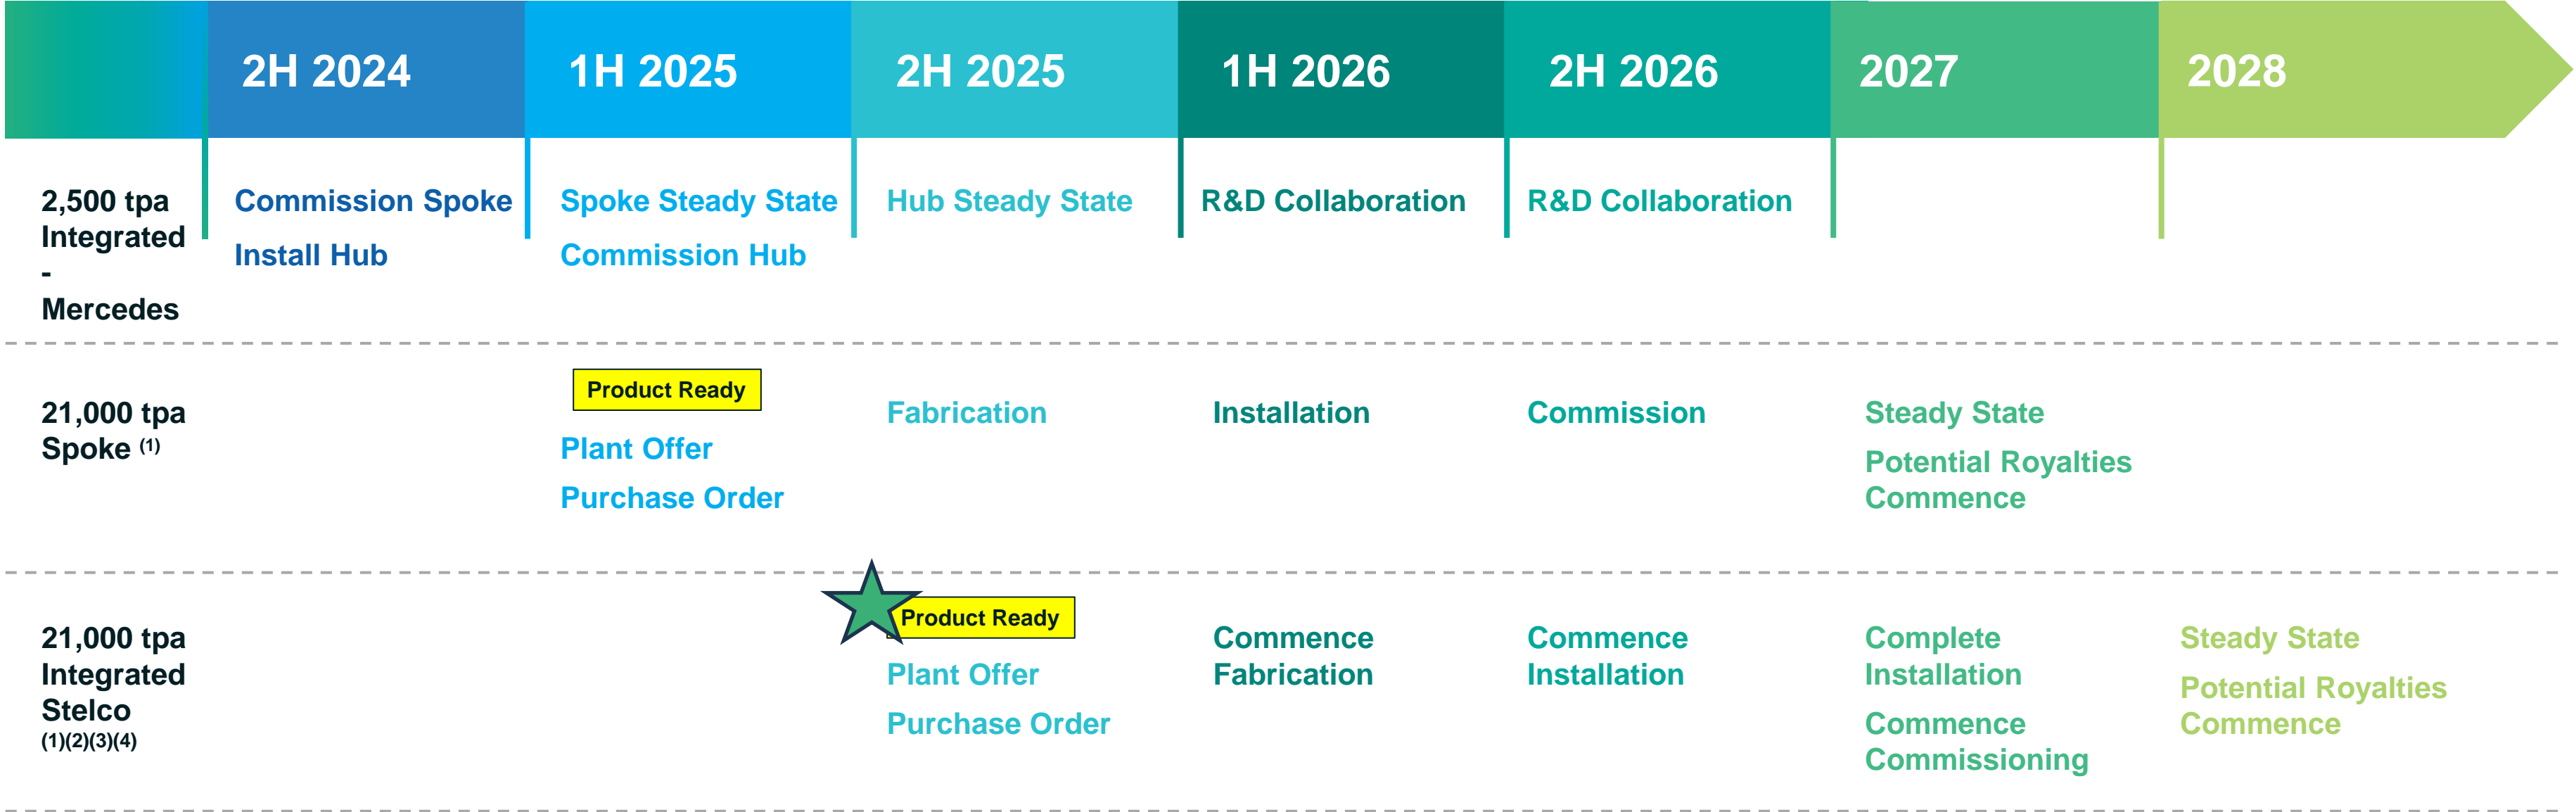 2H 2024
1H 2025
2H 2025
1H 2026
2H 2026
2027
2028
2,500 tpa
Integrated
-
Mercedes
Commission Spoke
Install Hub
Spoke Steady State
Commission Hub
Hub Steady State
R&D Collaboration
R&D Collaboration
21,000 tpa
Spoke (1)
Product Ready
Plant Offer
Purchase Order
Fabrication
Installation
Commission
Steady State
Potential Royalties
Commence
21,000 tpa
Integrated
Stelco
(1)(2)(3)(4)
Product Ready
Plant Offer
Purchase Order
Commence
Fabrication
Commence
Installation
Complete
Installation
Commence
Commissioning
Steady State
Potential Royalties
Commence